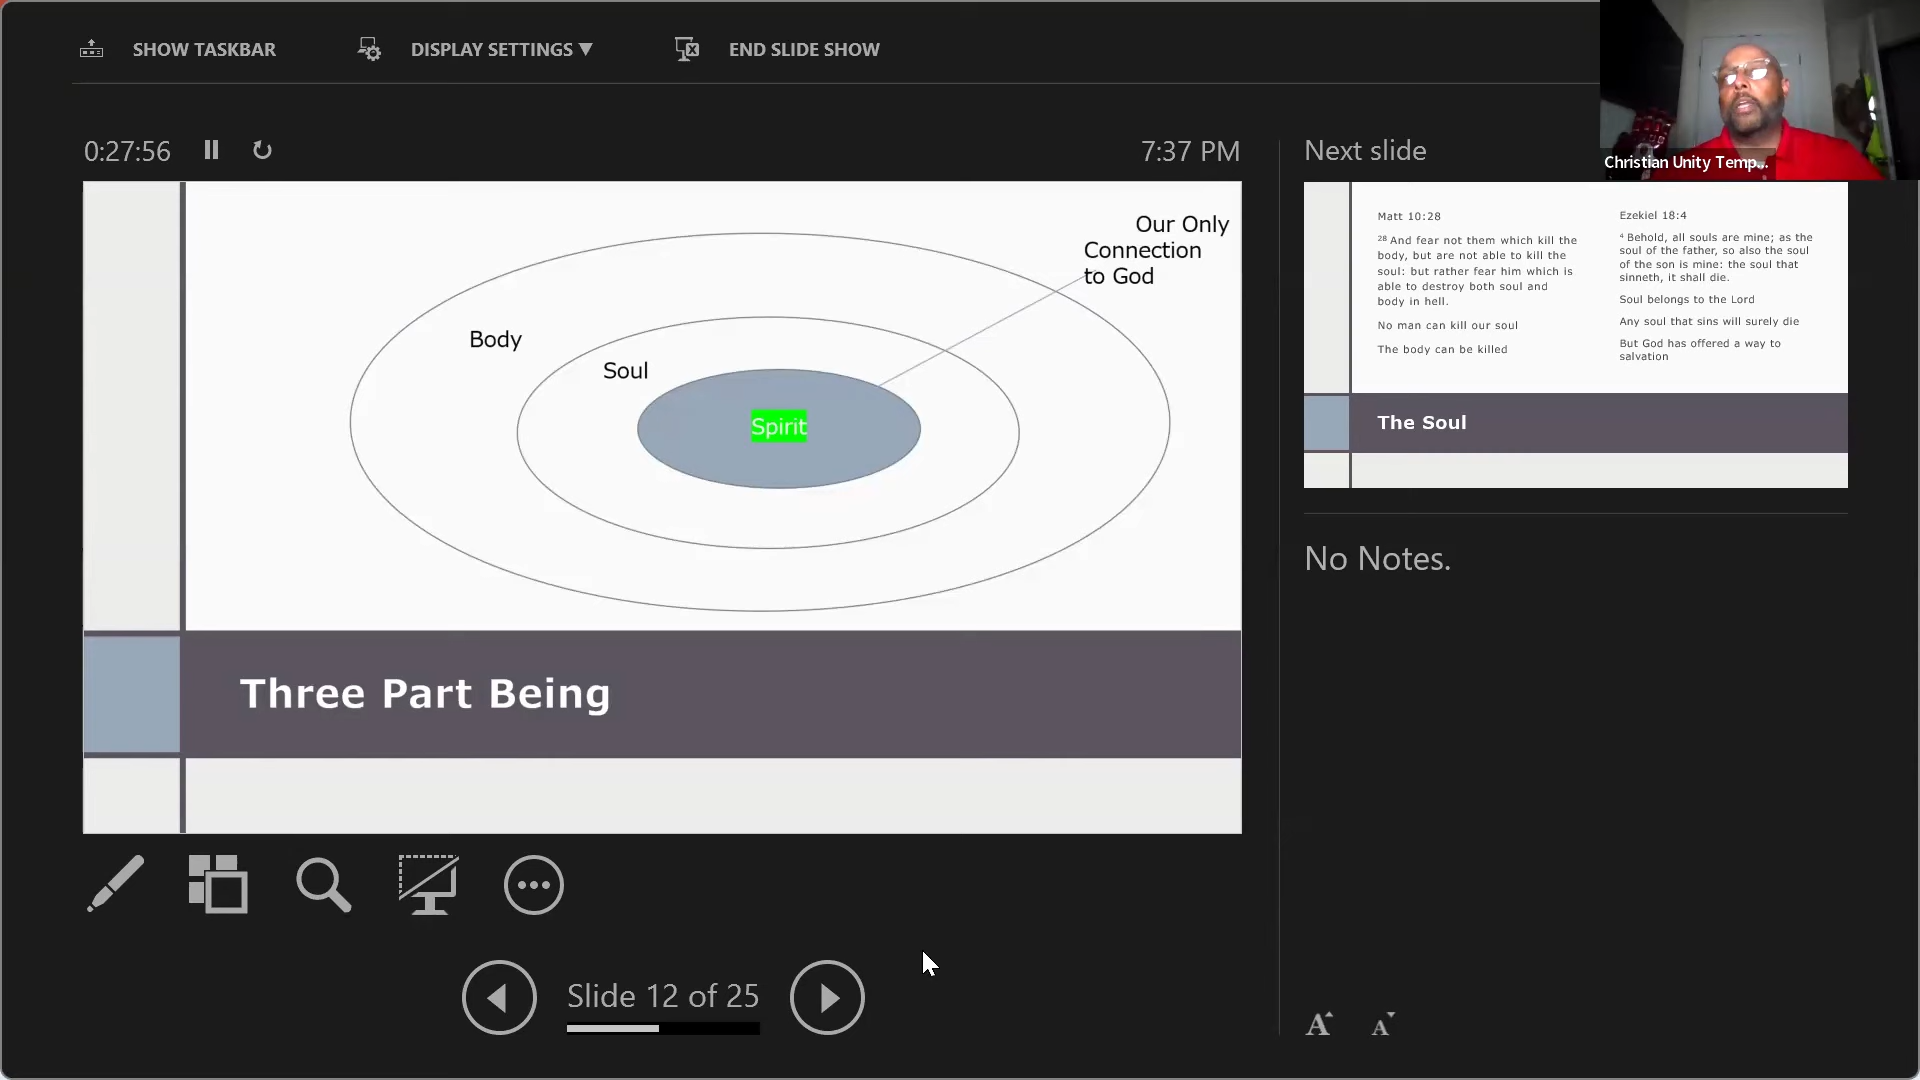 SHOW TASKBAR
DISPLAY SETTINGS ▼
END SLIDE SHOW
Christian Unity Temp...
0:27:56
7:37 PM
Our Only
Connection
to God
Body
Soul
Spirit
Three Part Being
Slide 12 of 25
Next slide
Matt 10:28
28 And fear not them which kill the
body, but are not able to kill the
soul: but rather fear him which is
able to destroy both soul and
body in hell.
No man can kill our soul
The body can be killed
Ezekiel 18:4
4 Behold, all souls are mine; as the
soul of the father, so also the soul
of the son is mine: the soul that
sinneth, it shall die.
Soul belongs to the Lord
Any soul that sins will surely die
But God has offered a way to
salvation
The Soul
No Notes.
A A